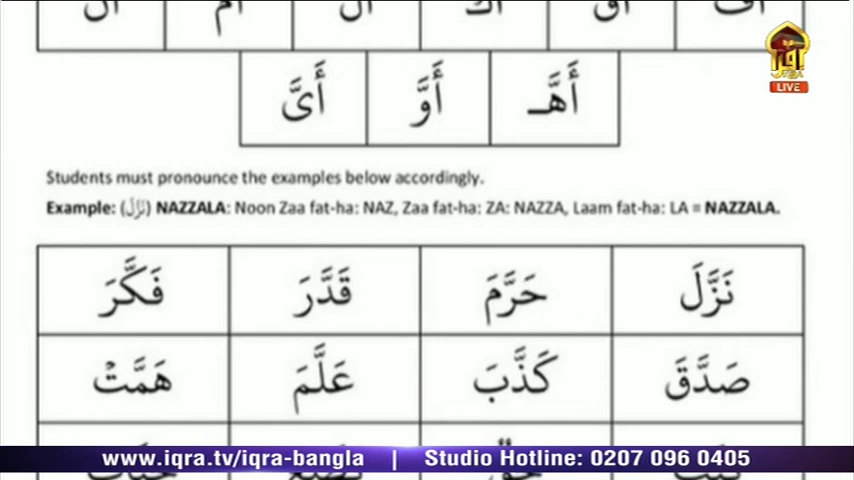 أَهَّـ أَوَّ أَىَّ
Students must pronounce the examples below accordingly.
Example: (نَزَّلَ) NAZZALA: Noon Zaa fat-ha: NAZ, Zaa fat-ha: ZA: NAZZA, Laam fat-ha: LA = NAZZALA.
نَزَّلَ حَرَّمَ قَدَّرَ فَكَّرَ
صَدَّقَ كَذَّبَ عَلَّمَ هَمَّتْ
LIVE
www.iqra.tv/iqra-bangla | Studio Hotline: 0207 096 0405